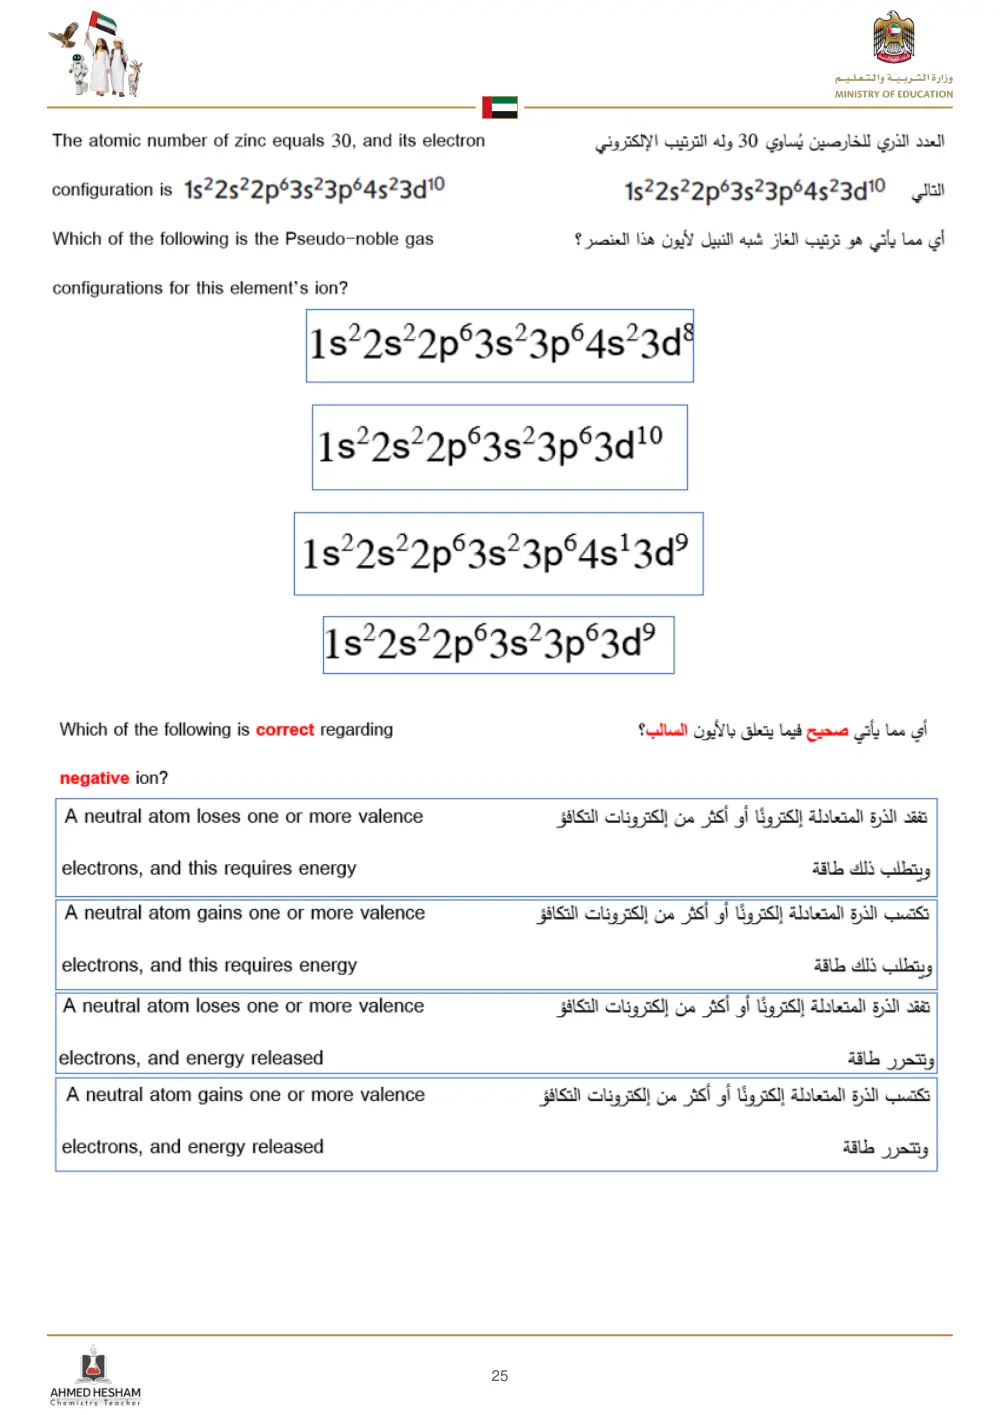 وزارة التربية والتعليم
MINISTRY OF EDUCATION
The atomic number of zinc equals 30, and its electron
العدد الذري للخارصين يُساوي 30 وله الترتيب الإلكتروني
configuration is 1s²2s²2p⁶3s²3p⁶4s²3d¹⁰
التالي 1s²2s²2p⁶3s²3p⁶4s²3d¹⁰
Which of the following is the Pseudo-noble gas
أي مما يأتي هو ترتيب الغاز شبه النبيل لأيون هذا العنصر؟
configurations for this element's ion?
1s²2s²2p⁶3s²3p⁶4s²3d⁸
1s²2s²2p⁶3s²3p⁶3d¹⁰
1s²2s²2p⁶3s²3p⁶4s¹3d⁹
1s²2s²2p⁶3s²3p⁶3d⁹
Which of the following is correct regarding
أي مما يأتي صحيح فيما يتعلق بالأيون السالب؟
negative ion?
A neutral atom loses one or more valence
تفقد الذرة المتعادلة إلكترونًا أو أكثر من إلكترونات التكافؤ
electrons, and this requires energy
ويتطلب ذلك طاقة
A neutral atom gains one or more valence
تكتسب الذرة المتعادلة إلكترونًا أو أكثر من إلكترونات التكافؤ
electrons, and this requires energy
ويتطلب ذلك طاقة
A neutral atom loses one or more valence
تفقد الذرة المتعادلة إلكترونًا أو أكثر من إلكترونات التكافؤ
electrons, and energy released
وتتحرر طاقة
A neutral atom gains one or more valence
تكتسب الذرة المتعادلة إلكترونًا أو أكثر من إلكترونات التكافؤ
electrons, and energy released
وتتحرر طاقة
AHMED HESHAM
Chemistry Teacher
25